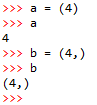 >>> a = (4)
>>> a
4
>>> b = (4,)
>>> b
(4,)
>>>